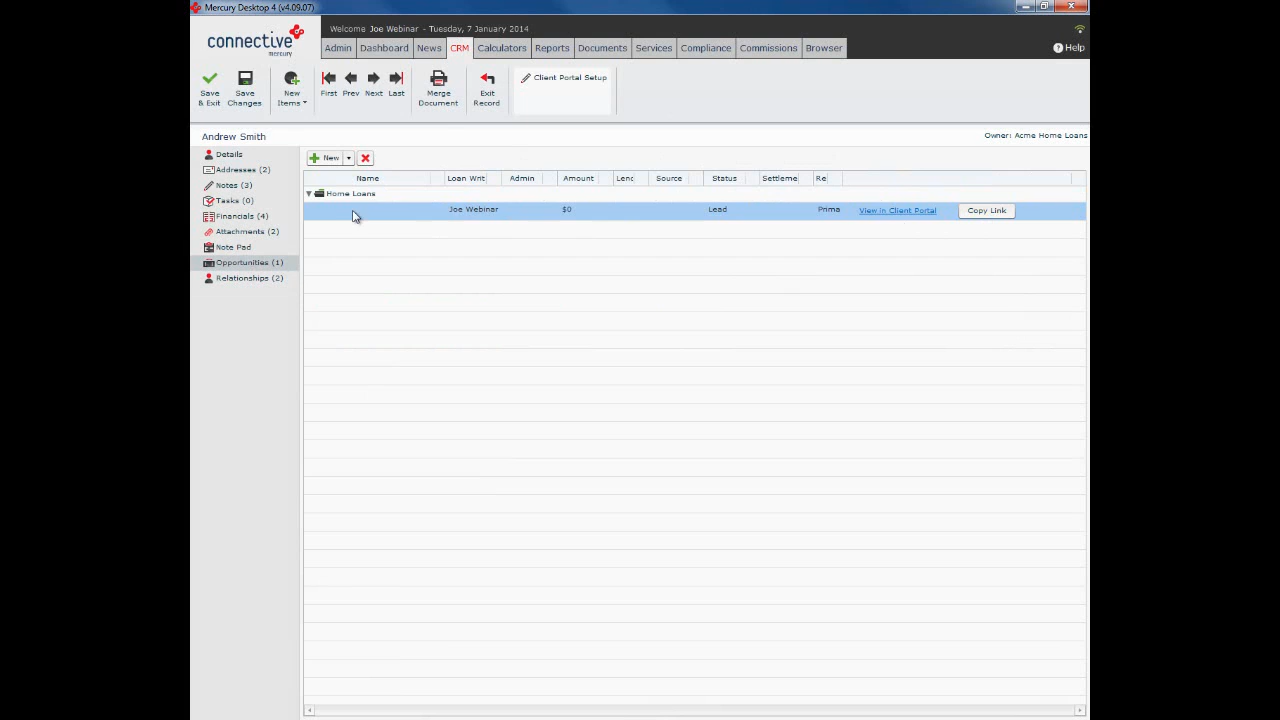 Mercury Desktop 4 (v4.09.07)
connective
mercury
Welcome Joe Webinar - Tuesday, 7 January 2014
Admin Dashboard News CRM Calculators Reports Documents Services Compliance Commissions Browser
Help
Save & Exit
Save Changes
New Items
First Prev Next Last
Merge Document
Exit Record
Client Portal Setup
Andrew Smith
Owner: Acme Home Loans
Details
Addresses (2)
Notes (3)
Tasks (0)
Financials (4)
Attachments (2)
Note Pad
Opportunities (1)
Relationships (2)
New
Name Loan Writ Admin Amount Lenc Source Status Settleme Re
Home Loans
Joe Webinar $0 Lead Prima View in Client Portal Copy Link